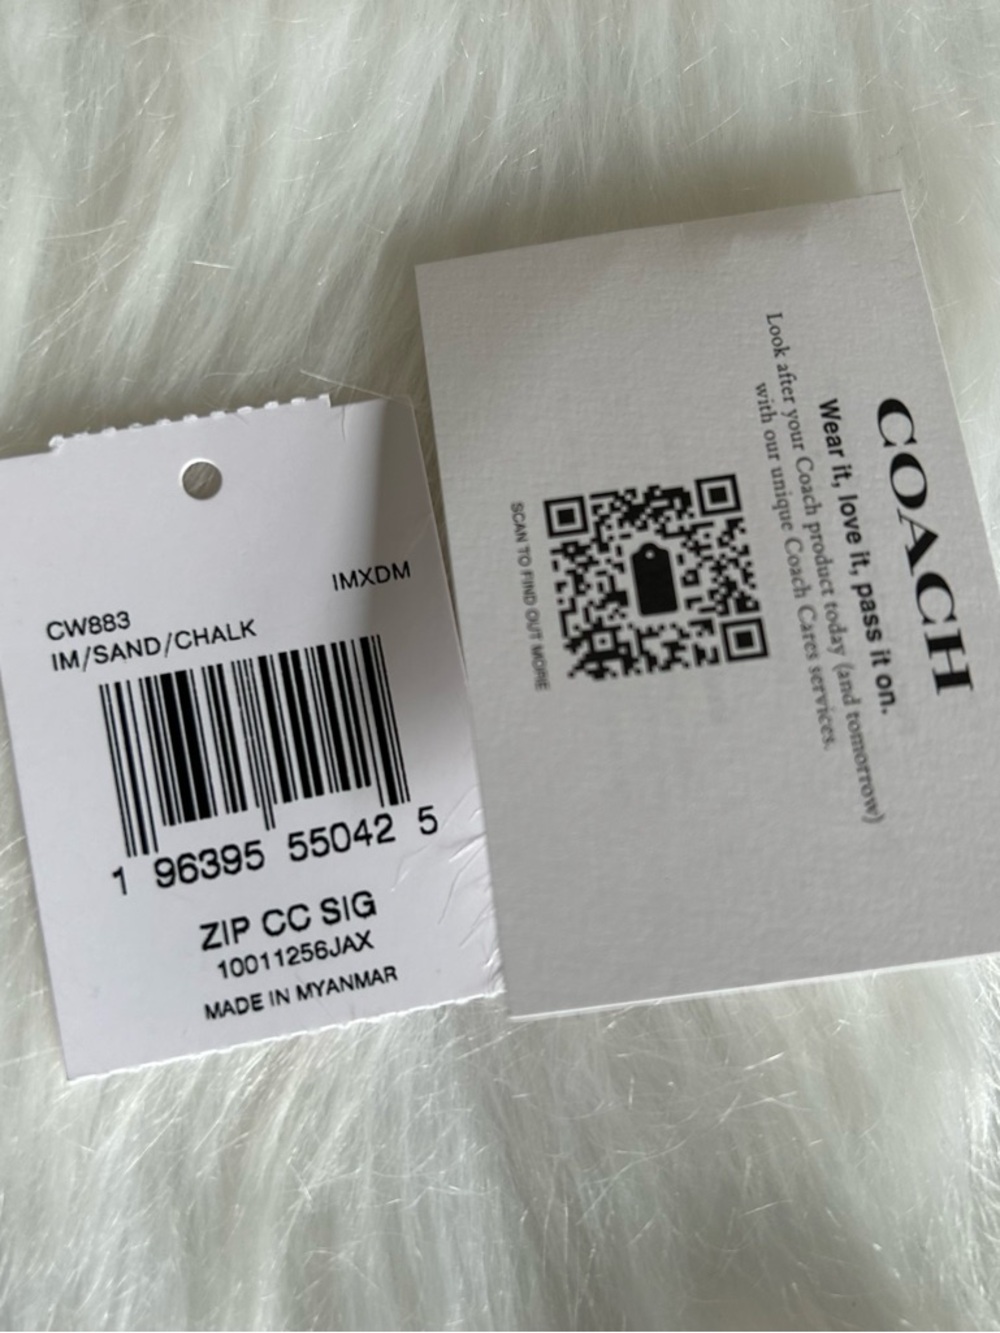 IMXDM
CW883
IM/SAND/CHALK
1 96395 55042 5
ZIP CC SIG
10011256JAX
MADE IN MYANMAR
COACH
Wear it, love it, pass it on.
Look after your Coach product today (and tomorrow)
with our unique Coach Cares services.
SCAN TO FIND OUT MORE